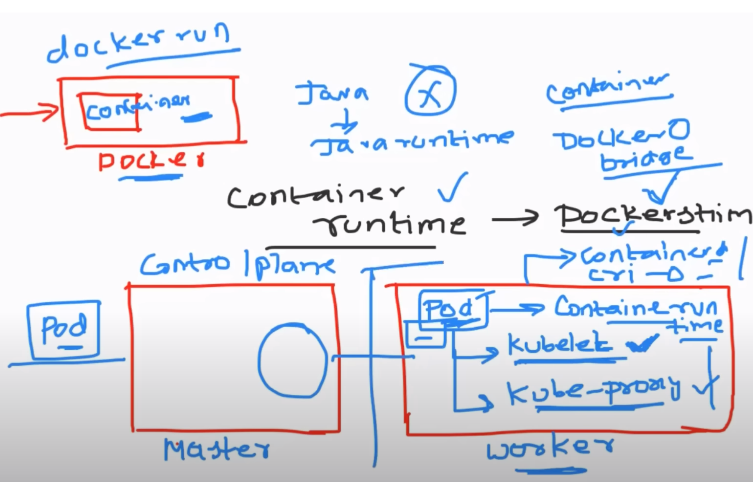 docker run
container
Docker
Java
Java runtime
X
container
Docker0
bridge
Container
runtime → Dockershim
containerd
cri-o
Control plane
Pod
Master
Pod → Container run
time
Kubelet
Kube-proxy
worker